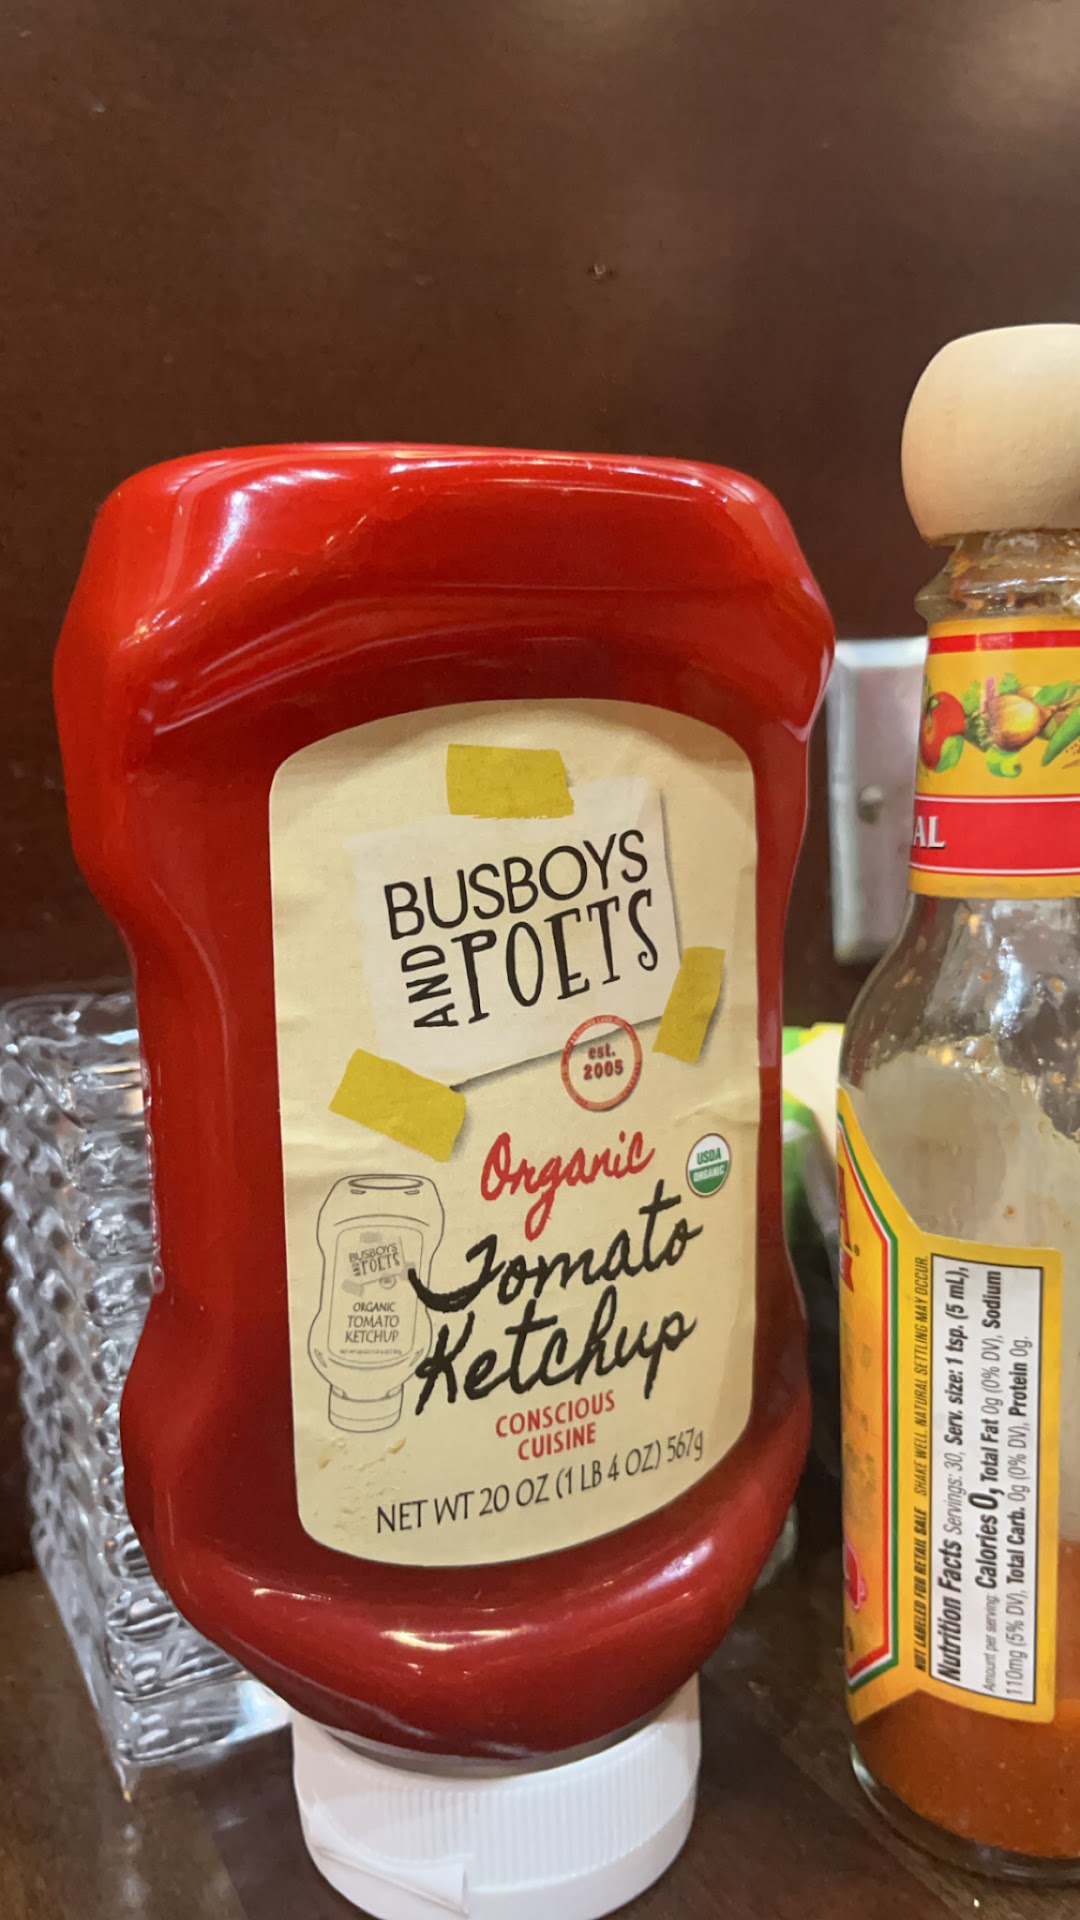 BUSBOYS
AND POETS
est.
2005
Organic
USDA
ORGANIC
Tomato
Ketchup
BUSBOYS
AND POETS
ORGANIC
TOMATO
KETCHUP
CONSCIOUS
CUISINE
NET WT 20 OZ (1 LB 4 OZ) 567g
AL
NOT LABELED FOR RETAIL SALE SHAKE WELL. NATURAL SETTLING MAY OCCUR.
Nutrition Facts Servings: 30, Serv. size: 1 tsp. (5 mL),
Amount per serving: Calories 0, Total Fat 0g (0% DV), Sodium
110mg (5% DV), Total Carb. 0g (0% DV), Protein 0g.